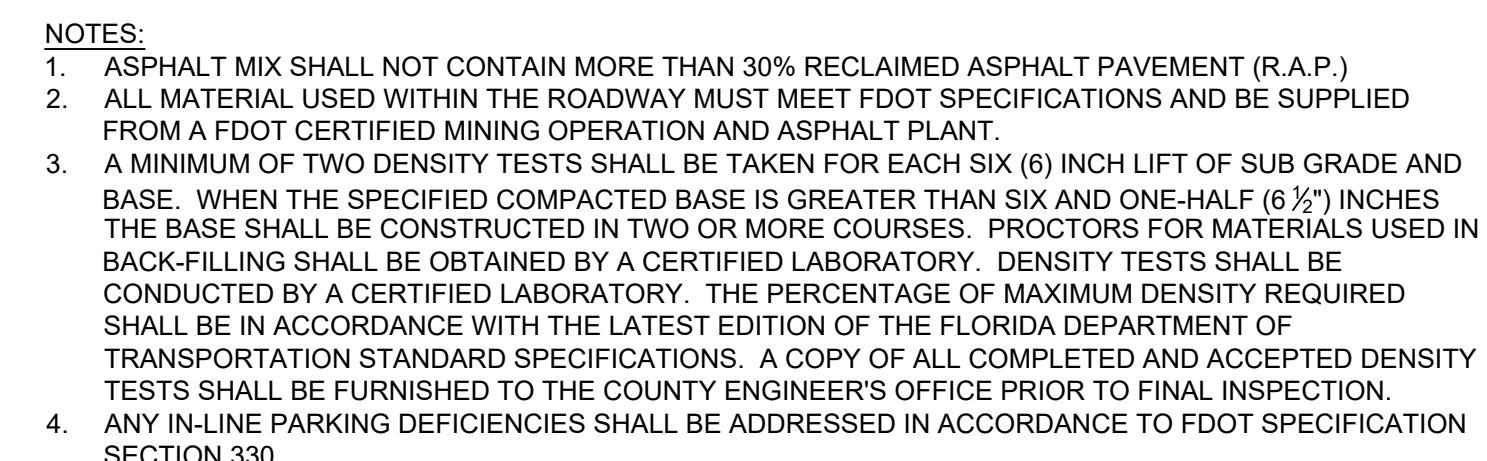 NOTES:
1. ASPHALT MIX SHALL NOT CONTAIN MORE THAN 30% RECLAIMED ASPHALT PAVEMENT (R.A.P.)
2. ALL MATERIAL USED WITHIN THE ROADWAY MUST MEET FDOT SPECIFICATIONS AND BE SUPPLIED
FROM A FDOT CERTIFIED MINING OPERATION AND ASPHALT PLANT.
3. A MINIMUM OF TWO DENSITY TESTS SHALL BE TAKEN FOR EACH SIX (6) INCH LIFT OF SUB GRADE AND
BASE. WHEN THE SPECIFIED COMPACTED BASE IS GREATER THAN SIX AND ONE-HALF (6 ½") INCHES
THE BASE SHALL BE CONSTRUCTED IN TWO OR MORE COURSES. PROCTORS FOR MATERIALS USED IN
BACK-FILLING SHALL BE OBTAINED BY A CERTIFIED LABORATORY. DENSITY TESTS SHALL BE
CONDUCTED BY A CERTIFIED LABORATORY. THE PERCENTAGE OF MAXIMUM DENSITY REQUIRED
SHALL BE IN ACCORDANCE WITH THE LATEST EDITION OF THE FLORIDA DEPARTMENT OF
TRANSPORTATION STANDARD SPECIFICATIONS. A COPY OF ALL COMPLETED AND ACCEPTED DENSITY
TESTS SHALL BE FURNISHED TO THE COUNTY ENGINEER'S OFFICE PRIOR TO FINAL INSPECTION.
4. ANY IN-LINE PARKING DEFICIENCIES SHALL BE ADDRESSED IN ACCORDANCE TO FDOT SPECIFICATION
SECTION 330